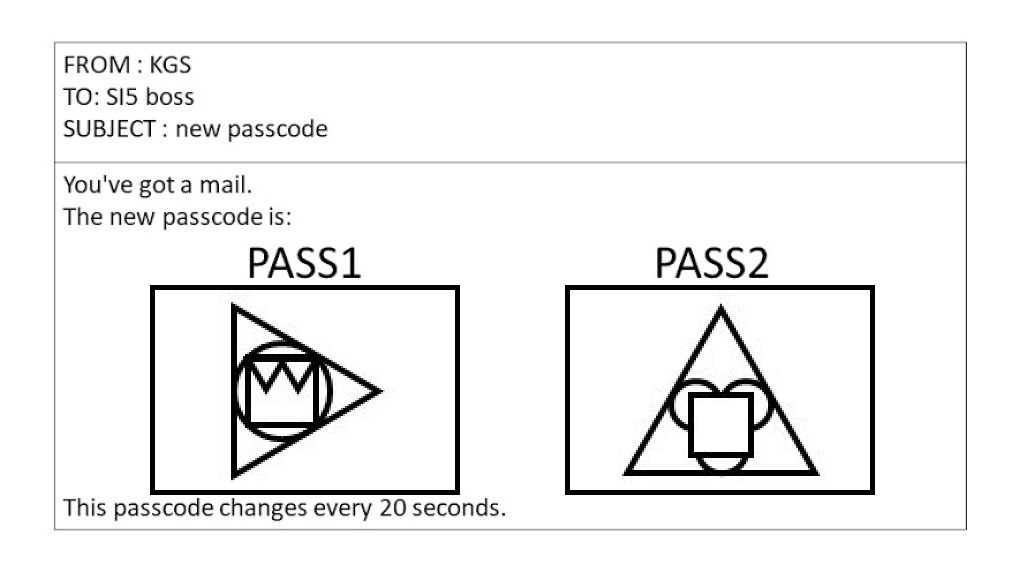 FROM : KGS
TO: SI5 boss
SUBJECT : new passcode
You've got a mail.
The new passcode is:
PASS1 PASS2
This passcode changes every 20 seconds.